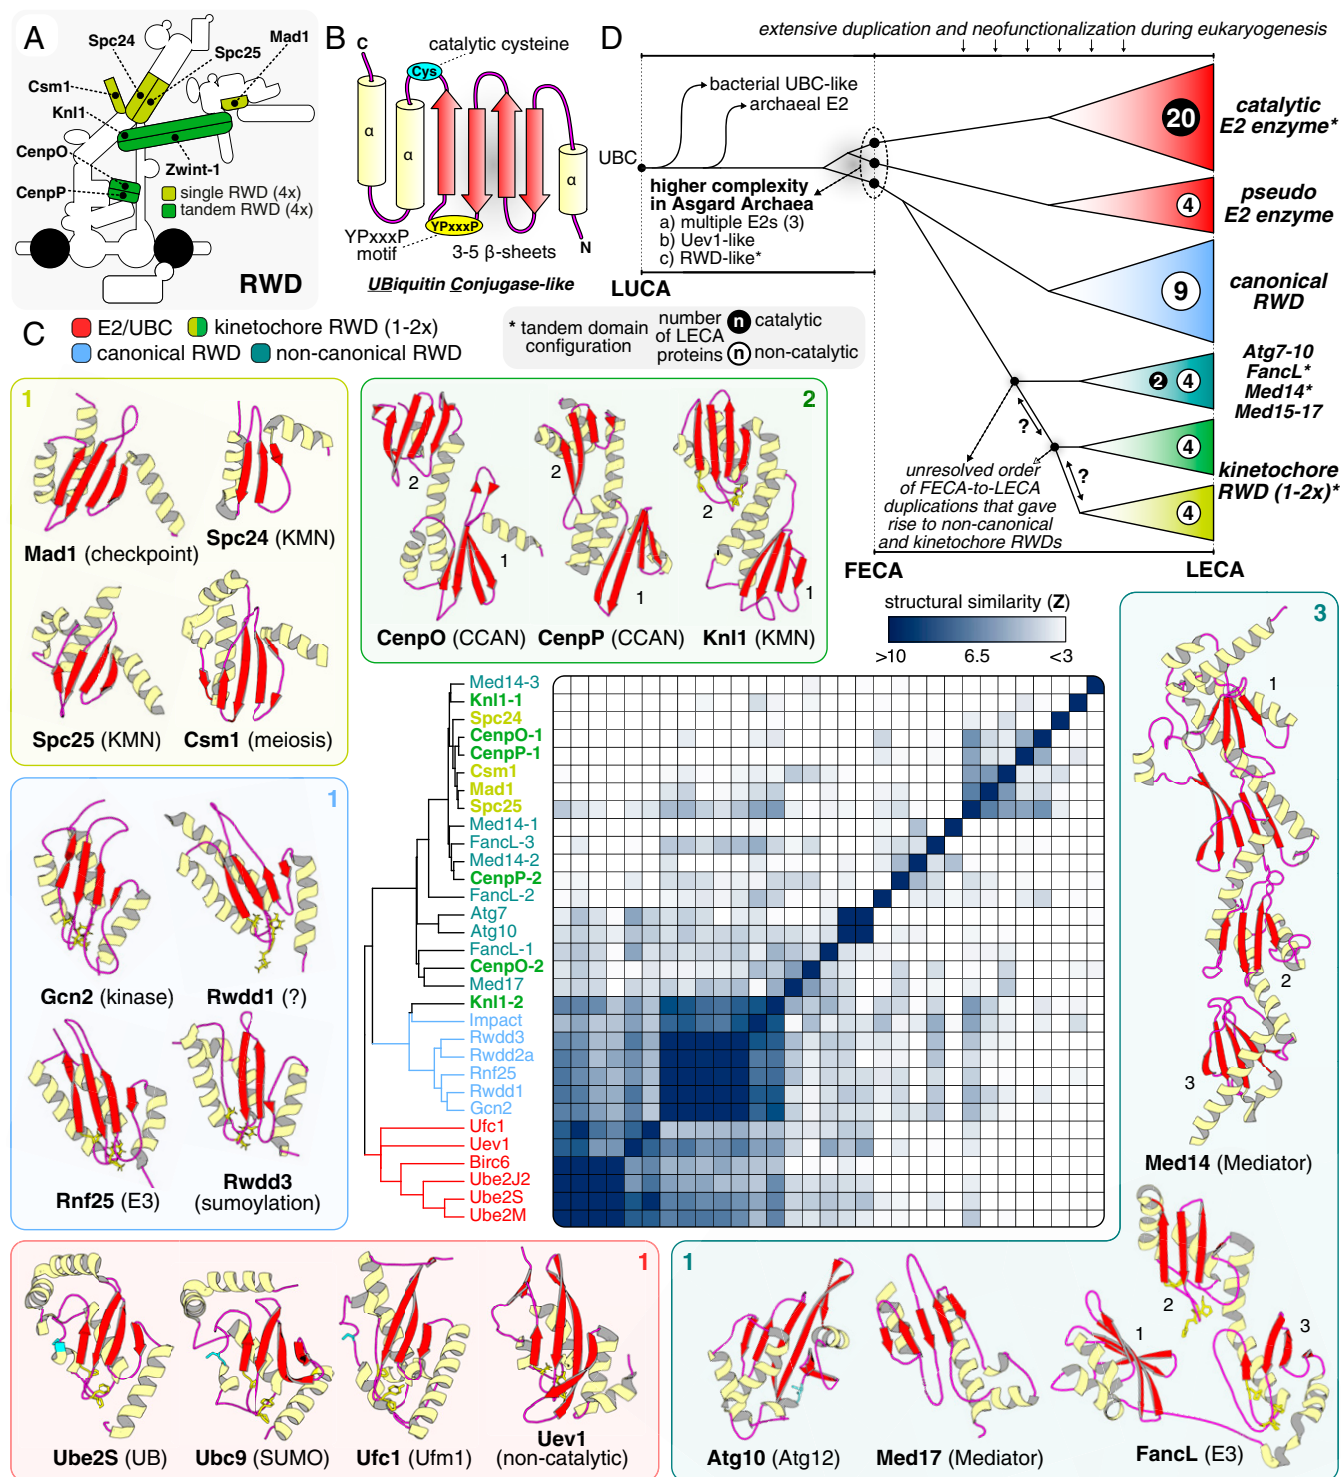 A
Spc24
Spc25
Mad1
Csm1
Knl1
CenpO
CenpP
Zwint-1
single RWD (4x)
tandem RWD (4x)
RWD
B
C
catalytic cysteine
Cys
α
α
α
YPxxxP
YPxxxP
motif
3-5 β-sheets
N
UBiquitin Conjugase-like
D
extensive duplication and neofunctionalization during eukaryogenesis
bacterial UBC-like
archaeal E2
UBC
higher complexity
in Asgard Archaea
a) multiple E2s (3)
b) Uev1-like
c) RWD-like*
LUCA
20
catalytic
E2 enzyme*
4
pseudo
E2 enzyme
9
canonical
RWD
2
4
Atg7-10
FancL*
Med14*
Med15-17
?
4
?
4
kinetochore
RWD (1-2x)*
unresolved order
of FECA-to-LECA
duplications that gave
rise to non-canonical
and kinetochore RWDs
FECA
LECA
* tandem domain
configuration
number
of LECA
proteins
n catalytic
n non-catalytic
C
E2/UBC
kinetochore RWD (1-2x)
canonical RWD
non-canonical RWD
1
Mad1 (checkpoint)
Spc24 (KMN)
Spc25 (KMN)
Csm1 (meiosis)
2
2
1
2
1
2
1
CenpO (CCAN)
CenpP (CCAN)
Knl1 (KMN)
structural similarity (Z)
>10
6.5
<3
Med14-3
Knl1-1
Spc24
CenpO-1
CenpP-1
Csm1
Mad1
Spc25
Med14-1
FancL-3
Med14-2
CenpP-2
FancL-2
Atg7
Atg10
FancL-1
CenpO-2
Med17
Knl1-2
Impact
Rwdd3
Rwdd2a
Rnf25
Rwdd1
Gcn2
Ufc1
Uev1
Birc6
Ube2J2
Ube2S
Ube2M
1
Gcn2 (kinase)
Rwdd1 (?)
Rnf25 (E3)
Rwdd3
(sumoylation)
3
1
2
3
Med14 (Mediator)
1
Ube2S (UB)
Ubc9 (SUMO)
Ufc1 (Ufm1)
Uev1
(non-catalytic)
1
Atg10 (Atg12)
Med17 (Mediator)
1
2
3
FancL (E3)